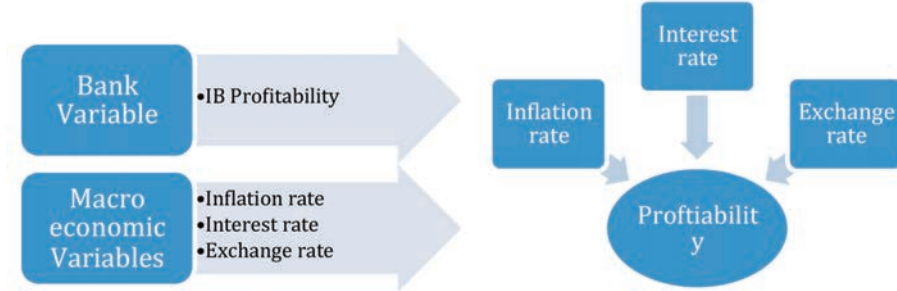 Bank
Variable
•IB Profitability
Macro
economic
Variables
•Inflation rate
•Interest rate
•Exchange rate
Interest
rate
Inflation
rate
Exchange
rate
Proftiabilit
y